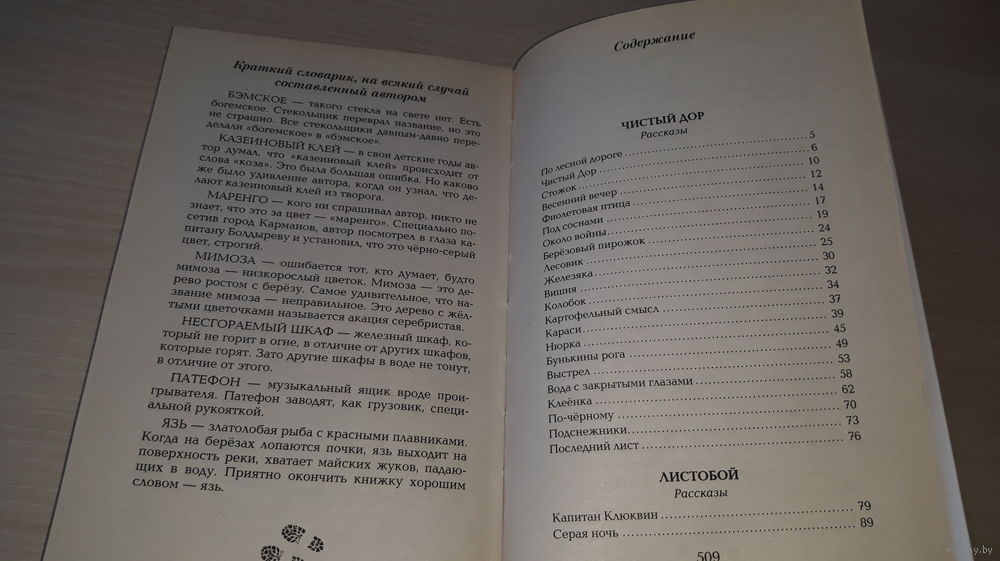 Краткий словарик, на всякий случай
составленный автором
БЭМСКОЕ — такого стекла на свете нет. Есть
богемское. Стекольщик переврал название, но это
не страшно. Все стекольщики давным-давно пере-
делали «богемское» в «бэмское».
КАЗЕИНОВЫЙ КЛЕЙ — в свои детские годы ав-
тор думал, что «казеиновый клей» происходит от
слова «коза». Это была большая ошибка. Но каково
же было удивление автора, когда он узнал, что де-
лают казеиновый клей из творога.
МАРЕНГО — кого ни спрашивал автор, никто не
знает, что это за цвет — «маренго». Специально по-
сетив город Карманов, автор посмотрел в глаза ка-
питану Болдыреву и установил, что это чёрно-серый
цвет, строгий.
МИМОЗА — ошибается тот, кто думает, будто
мимоза — низкорослый цветок. Мимоза — это де-
рево ростом с берёзу. Самое удивительное, что на-
звание мимоза — неправильное. Это дерево с жёл-
тыми цветочками называется акация серебристая.
НЕСГОРАЕМЫЙ ШКАФ — железный шкаф, ко-
торый не горит в огне, в отличие от других шкафов,
которые горят. Зато другие шкафы в воде не тонут,
в отличие от этого.
ПАТЕФОН — музыкальный ящик вроде прои-
грывателя. Патефон заводят, как грузовик, специ-
альной рукояткой.
ЯЗЬ — златолобая рыба с красными плавниками.
Когда на берёзах лопаются почки, язь выходит на
поверхность реки, хватает майских жуков, падаю-
щих в воду. Приятно окончить книжку хорошим
словом — язь.
Содержание
ЧИСТЫЙ ДОР
Рассказы
По лесной дороге 5
Чистый Дор 6
Стожок 10
Весенний вечер 12
Фиолетовая птица 14
Под соснами 17
Около войны 19
Берёзовый пирожок 24
Лесовик 25
Железяка 30
Вишня 32
Колобок 34
Картофельный смысл 37
Караси 39
Нюрка 45
Бунькины рога 49
Выстрел 53
Вода с закрытыми глазами 58
Клеёнка 62
По-чёрному 70
Подснежники 73
Последний лист 76
ЛИСТОБОЙ
Рассказы
Капитан Клюквин 79
Серая ночь 89
509